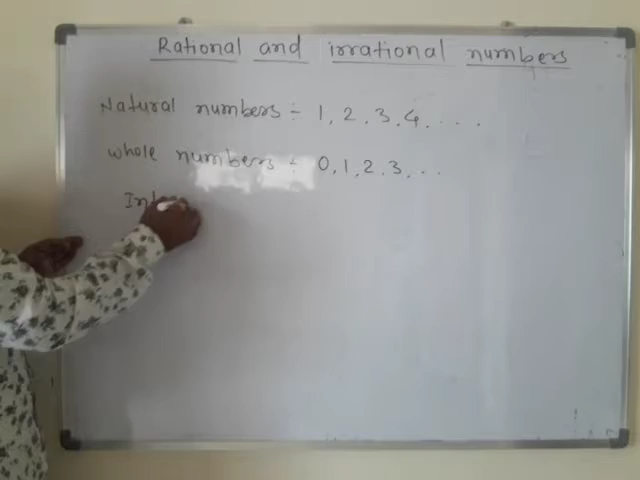 Rational and irrational numbers
Natural numbers ÷ 1, 2, 3, 4, ....
whole numbers ÷ 0, 1, 2, 3, ...